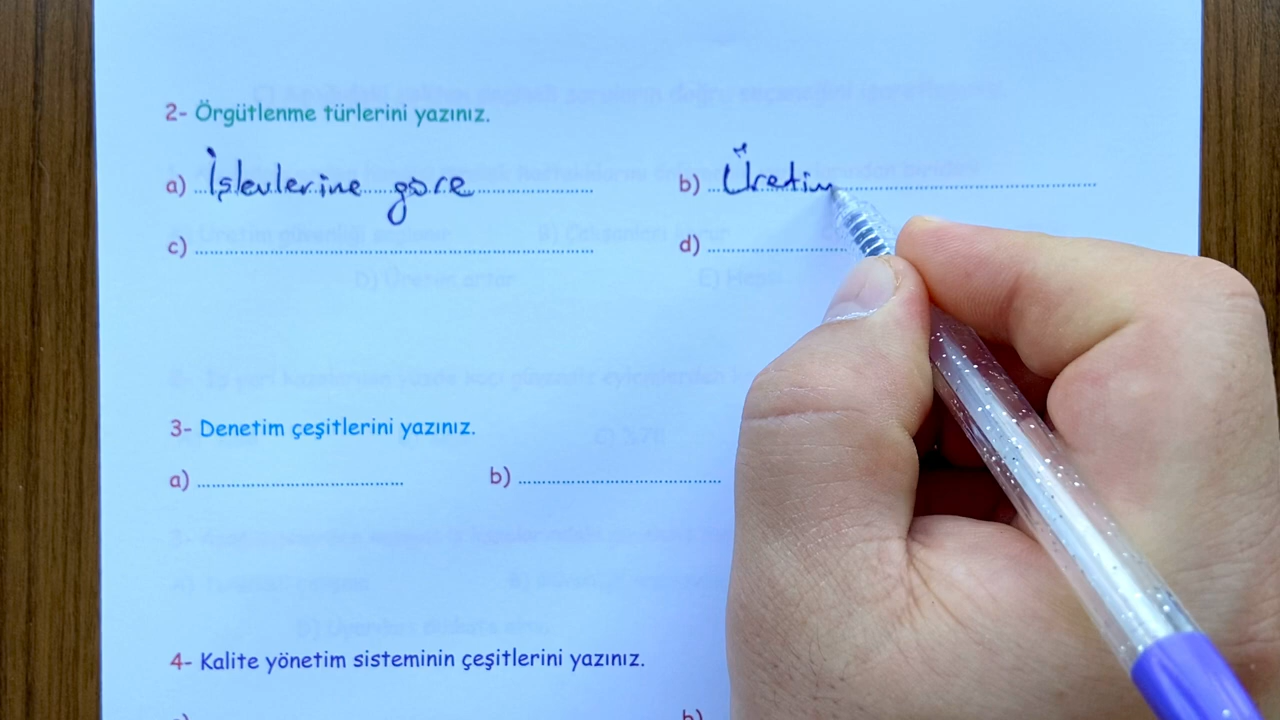 2- Örgütlenme türlerini yazınız.
a) İşlevlerine göre b) Üretim
c) d)
3- Denetim çeşitlerini yazınız.
a) b)
4- Kalite yönetim sisteminin çeşitlerini yazınız.